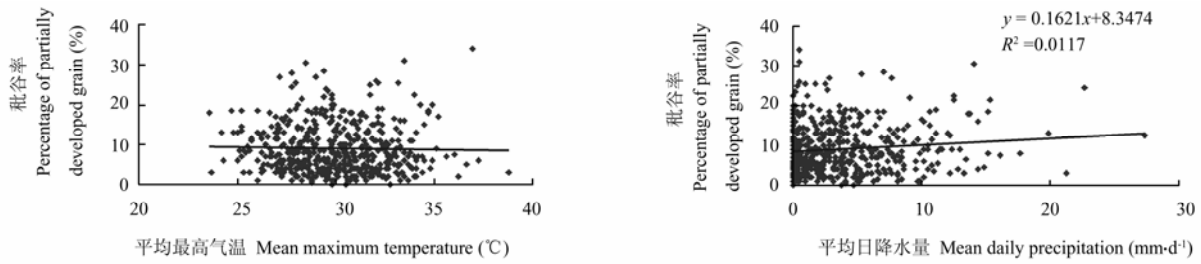 秕谷率
Percentage of partially
developed grain (%)
40
30
20
10
0
20
25
30
35
40
平均最高气温 Mean maximum temperature (℃)
秕谷率
Percentage of partially
developed grain (%)
y = 0.1621x+8.3474
R² =0.0117
40
30
20
10
0
0
10
20
30
平均日降水量 Mean daily precipitation (mm·d⁻¹)